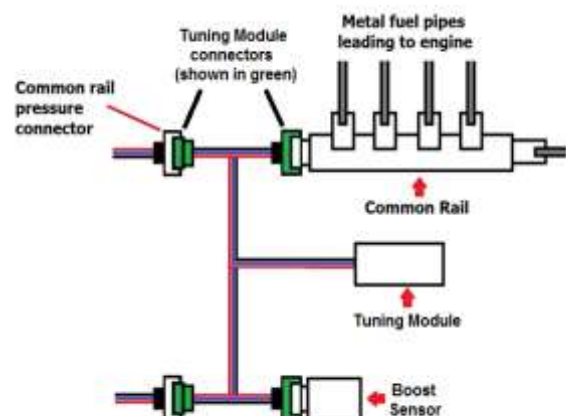 Metal fuel pipes
leading to engine
Tuning Module
connectors
(shown in green)
Common rail
pressure
connector
Common Rail
Tuning Module
Boost
Sensor